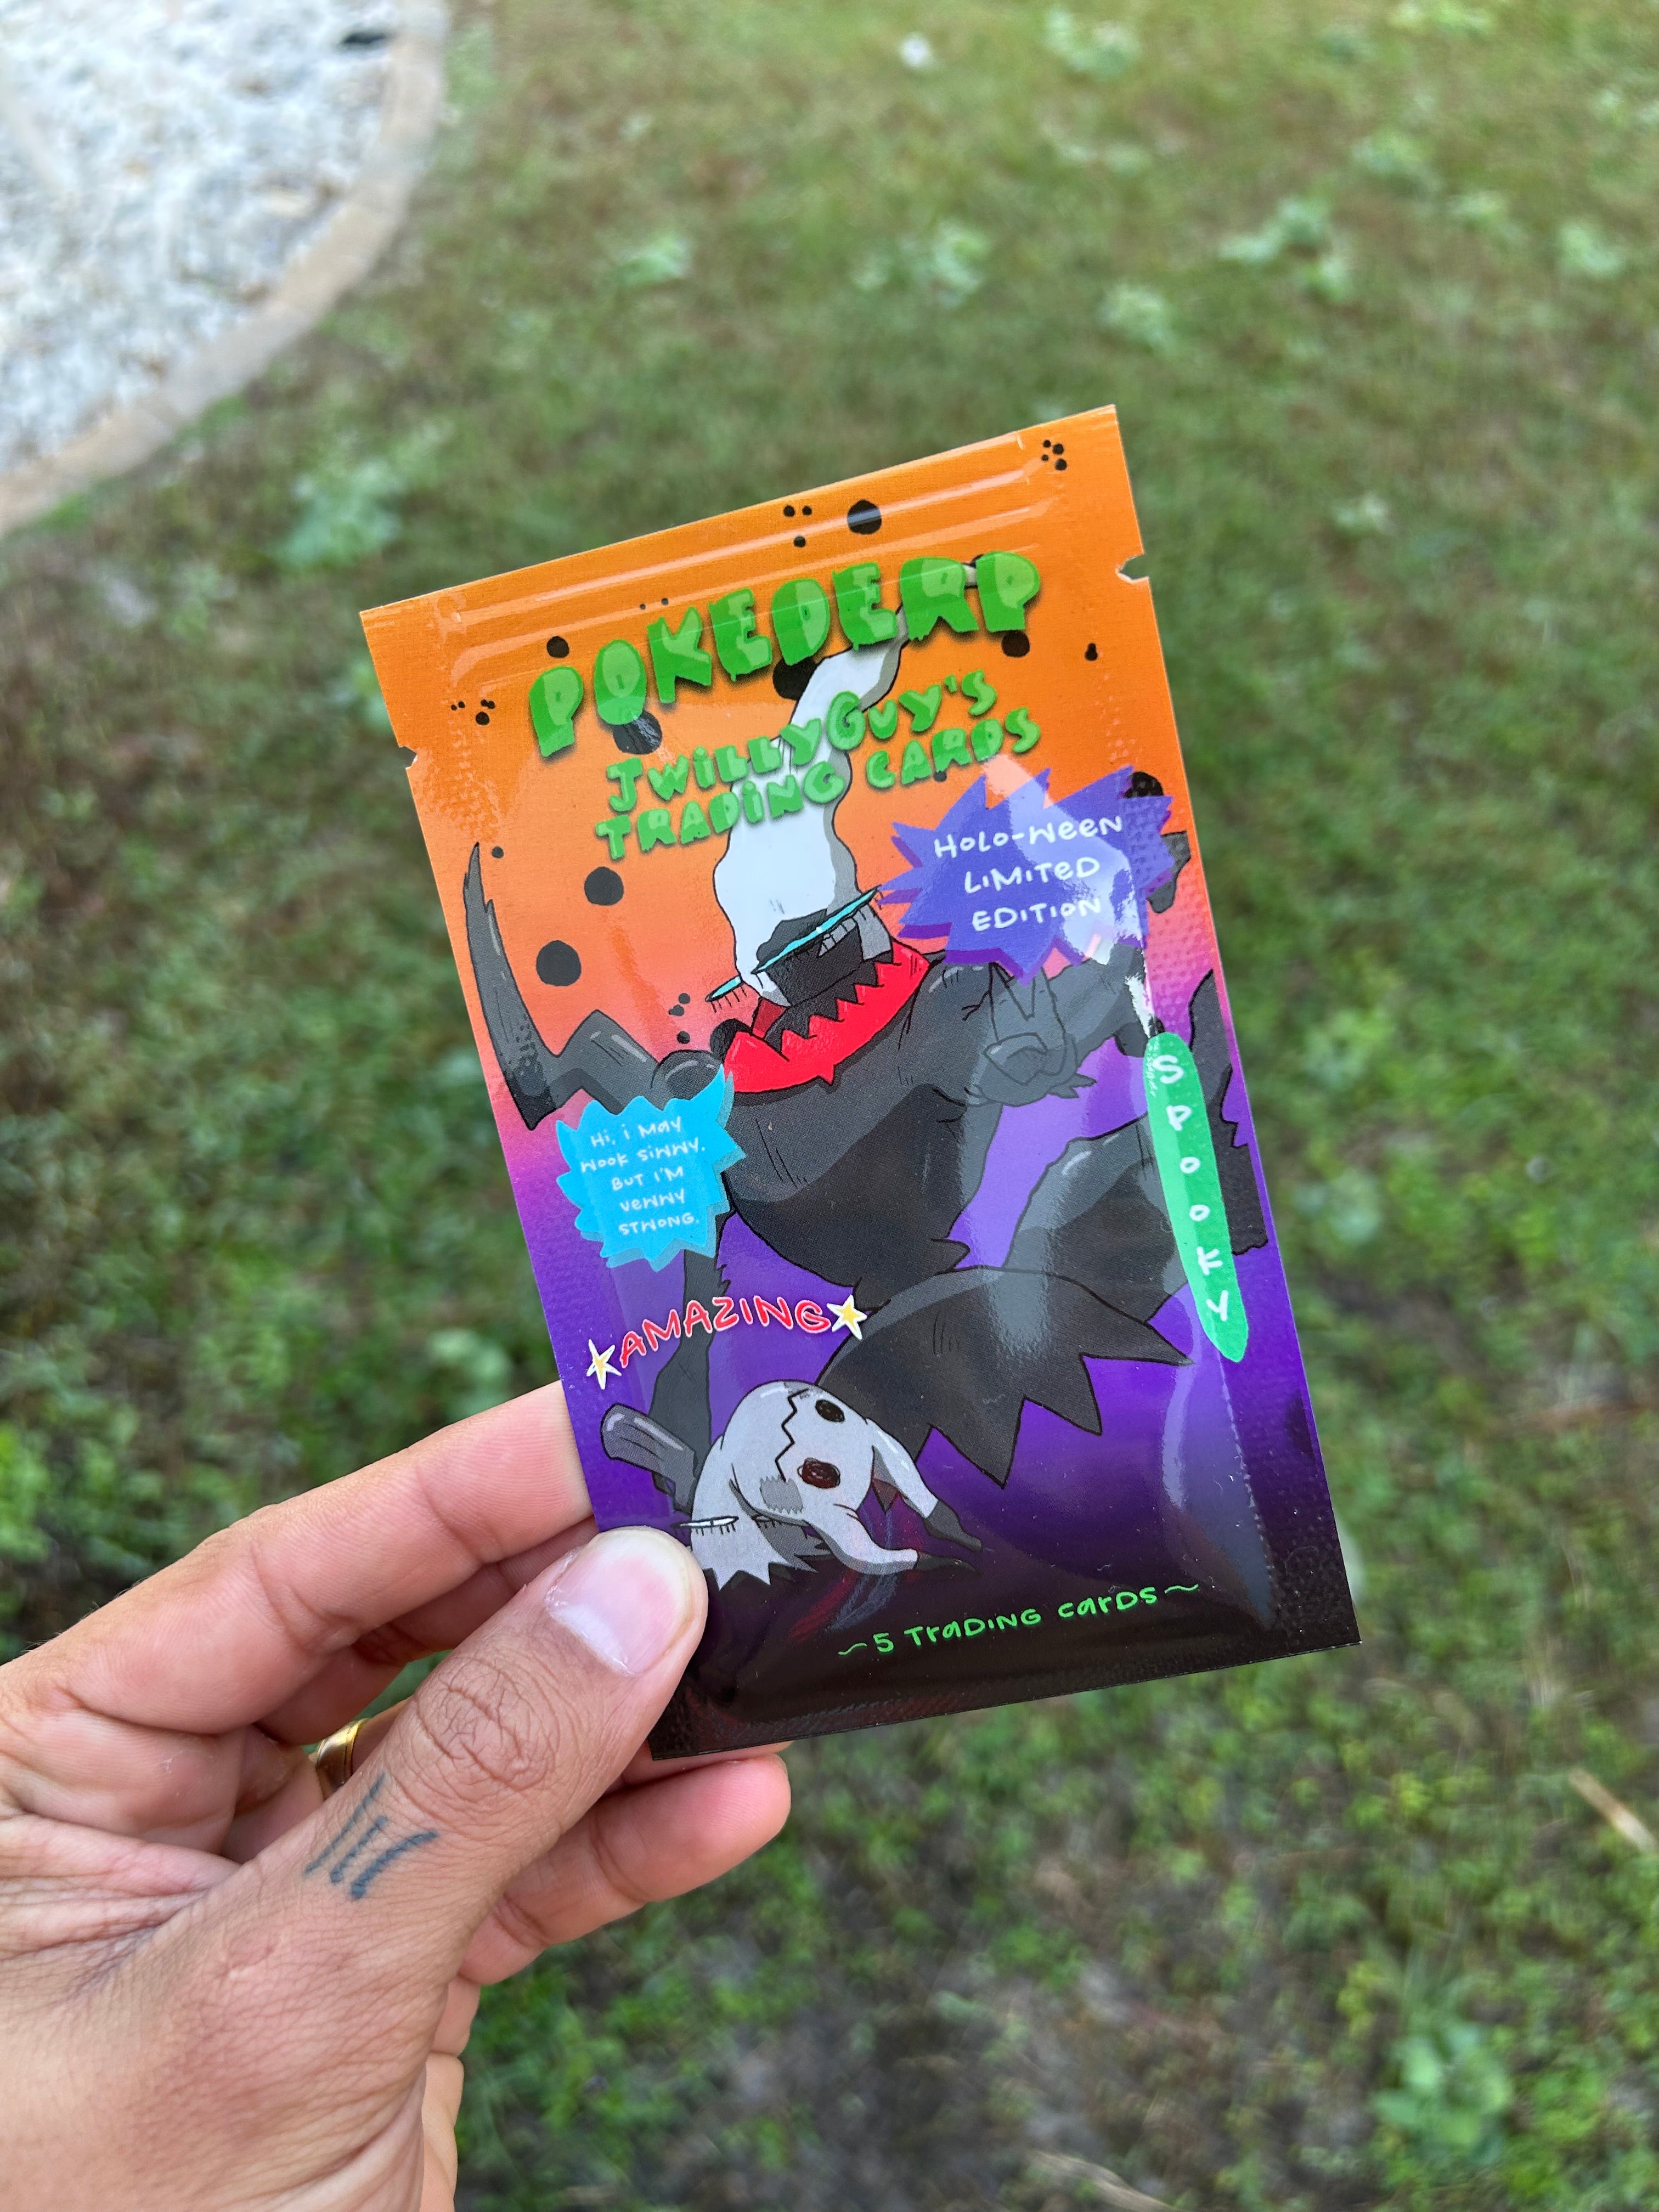 POKEDERP
JWiLLYGUY'S
TRADiNG CARDS
HOLO-WeeN
LiMiTeD
EDiTiON
SPOOKY
Hi, i MAY
WOOK SiWWY.
BUT I'M
VeWWY
STWONG.
AMAZING
~5 TraDiNG CarDS~